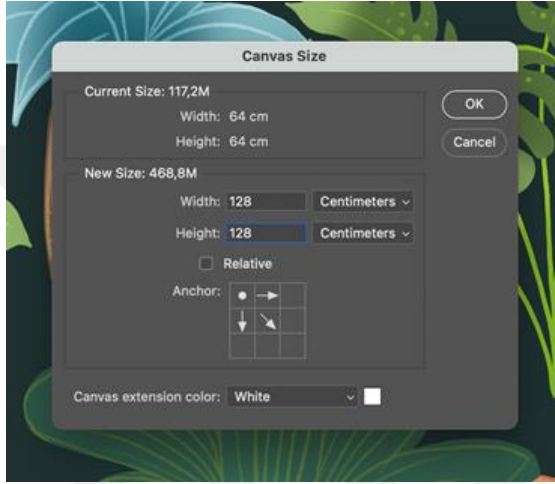 Canvas Size
Current Size: 117,2M
Width: 64 cm
Height: 64 cm
OK
Cancel
New Size: 468,8M
Width: 128 Centimeters
Height: 128 Centimeters
Relative
Anchor:
Canvas extension color: White